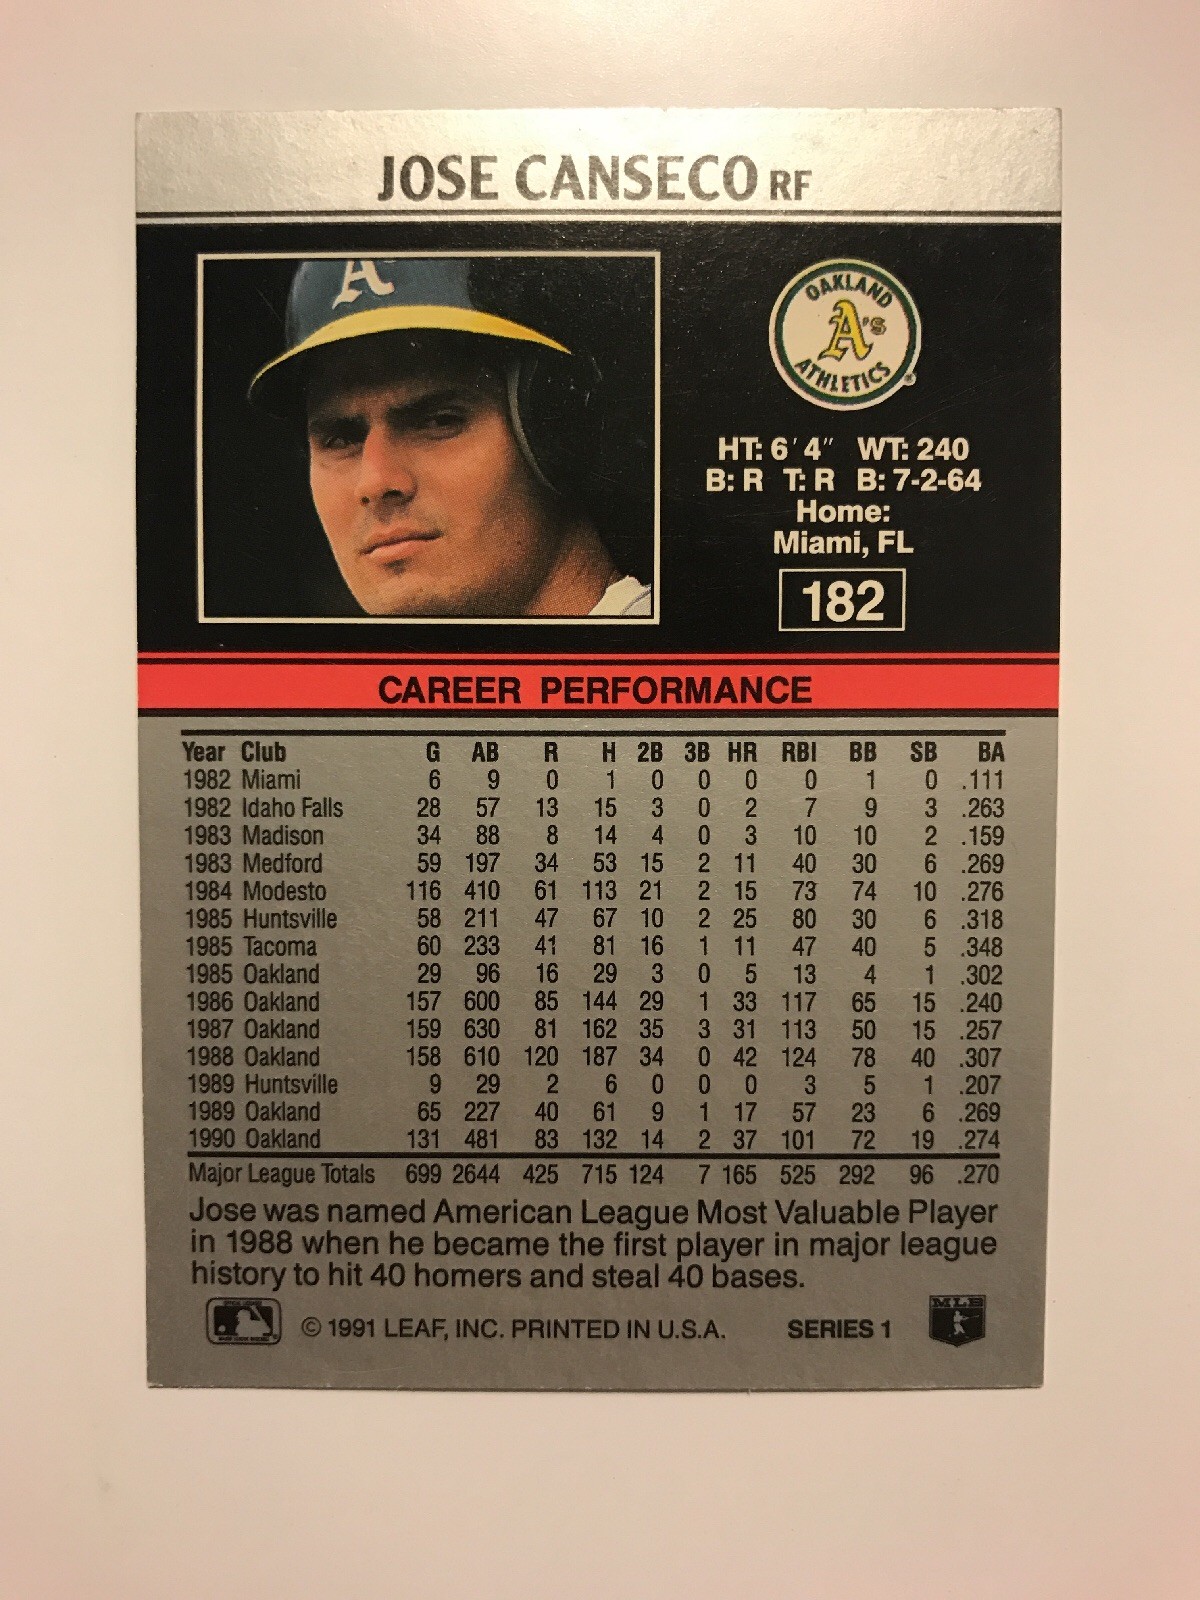 JOSE CANSECO RF
A's
OAKLAND
A's
ATHLETICS
HT: 6' 4" WT: 240
B: R T: R B: 7-2-64
Home:
Miami, FL
182
CAREER PERFORMANCE
Year Club G AB R H 2B 3B HR RBI BB SB BA
1982 Miami 6 9 0 1 0 0 0 0 1 0 .111
1982 Idaho Falls 28 57 13 15 3 0 2 7 9 3 .263
1983 Madison 34 88 8 14 4 0 3 10 10 2 .159
1983 Medford 59 197 34 53 15 2 11 40 30 6 .269
1984 Modesto 116 410 61 113 21 2 15 73 74 10 .276
1985 Huntsville 58 211 47 67 10 2 25 80 30 6 .318
1985 Tacoma 60 233 41 81 16 1 11 47 40 5 .348
1985 Oakland 29 96 16 29 3 0 5 13 4 1 .302
1986 Oakland 157 600 85 144 29 1 33 117 65 15 .240
1987 Oakland 159 630 81 162 35 3 31 113 50 15 .257
1988 Oakland 158 610 120 187 34 0 42 124 78 40 .307
1989 Huntsville 9 29 2 6 0 0 0 3 5 1 .207
1989 Oakland 65 227 40 61 9 1 17 57 23 6 .269
1990 Oakland 131 481 83 132 14 2 37 101 72 19 .274
Major League Totals 699 2644 425 715 124 7 165 525 292 96 .270
Jose was named American League Most Valuable Player
in 1988 when he became the first player in major league
history to hit 40 homers and steal 40 bases.
© 1991 LEAF, INC. PRINTED IN U.S.A. SERIES 1
MLB